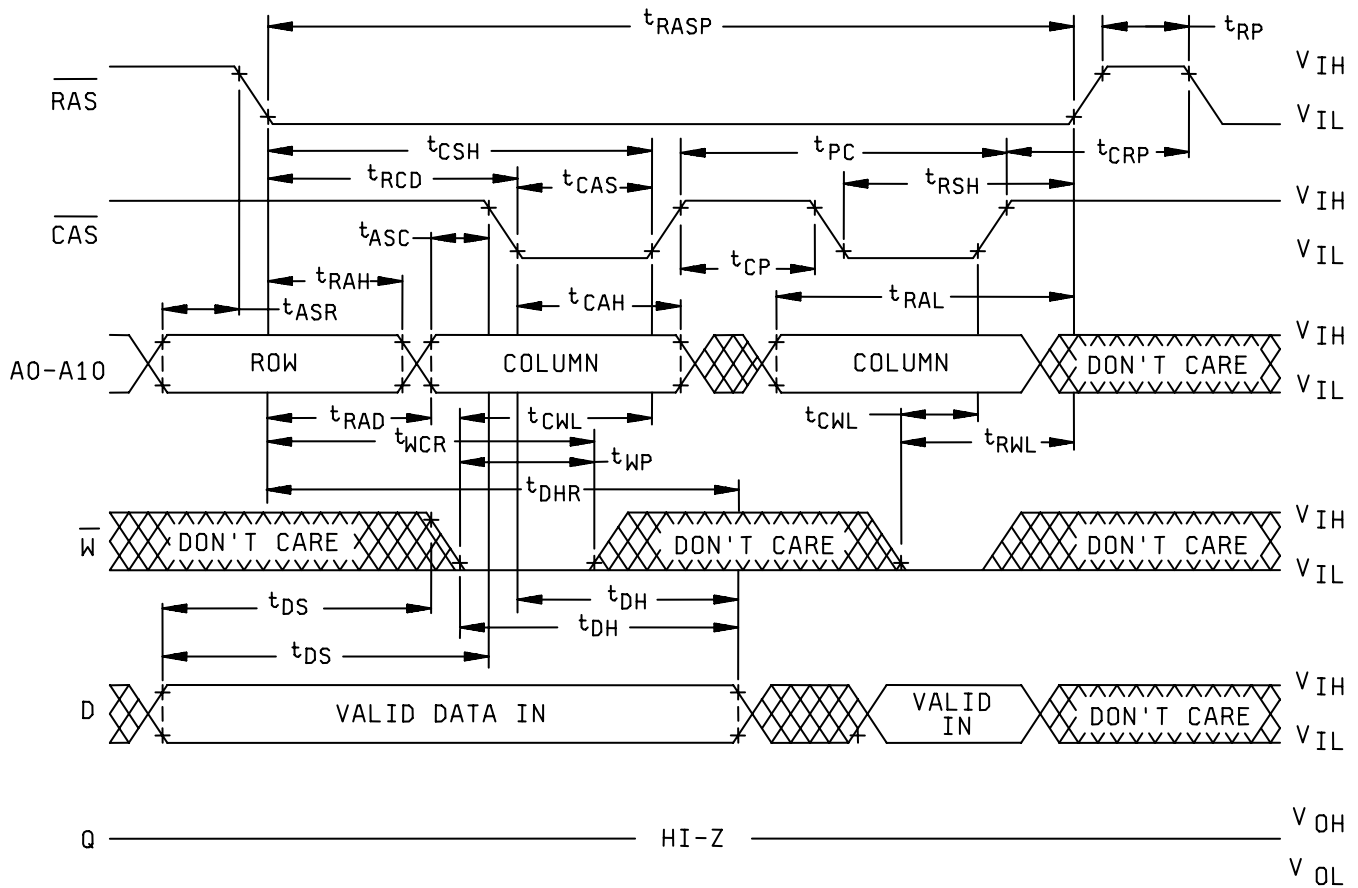 tRASP
tRP
RAS
VIH
VIL
tCSH
tPC
tCRP
tRCD
tCAS
tRSH
CAS
VIH
VIL
tASC
tCP
tRAH
tASR
tCAH
tRAL
A0-A10
ROW
COLUMN
COLUMN
DON'T CARE
VIH
VIL
tRAD
tCWL
tCWL
tWCR
tRWL
tWP
tDHR
W
DON'T CARE
DON'T CARE
DON'T CARE
VIH
VIL
tDS
tDH
tDH
tDS
D
VALID DATA IN
VALID
IN
DON'T CARE
VIH
VIL
Q
HI-Z
VOH
VOL